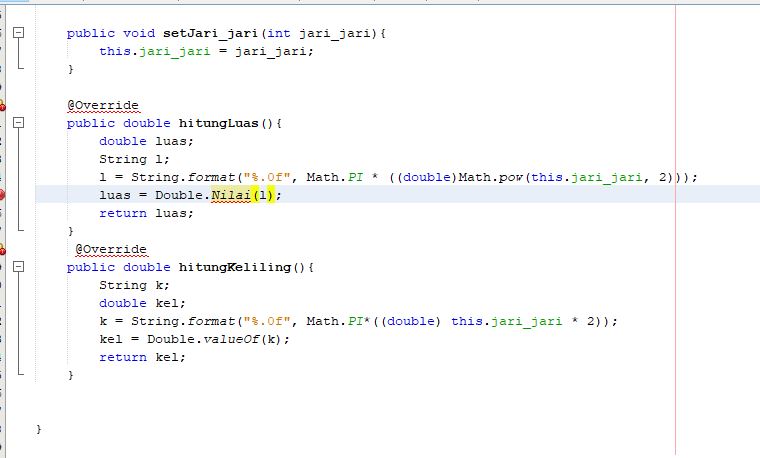 public void setJari_jari(int jari_jari){
this.jari_jari = jari_jari;
}
@Override
public double hitungLuas(){
double luas;
String l;
l = String.format("%.0f", Math.PI * ((double)Math.pow(this.jari_jari, 2)));
luas = Double.Nilai(l);
return luas;
}
@Override
public double hitungKeliling(){
String k;
double kel;
k = String.format("%.0f", Math.PI*((double) this.jari_jari * 2));
kel = Double.valueOf(k);
return kel;
}
}